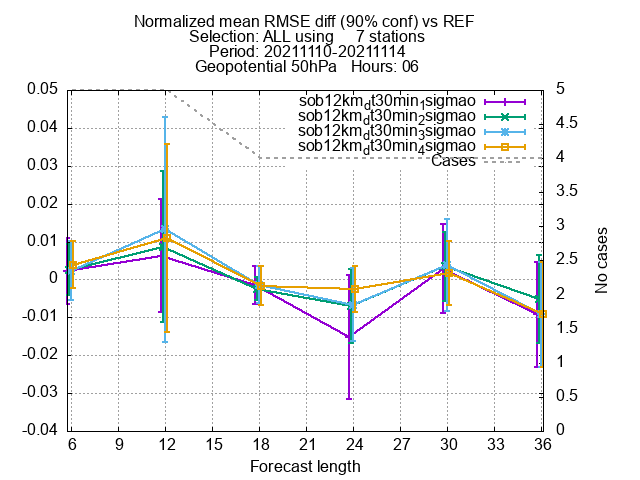 Normalized mean RMSE diff (90% conf) vs REF
Selection: ALL using 7 stations
Period: 20211110-20211114
Geopotential 50hPa Hours: 06
sob12km_dt30min_1sigmao
sob12km_dt30min_2sigmao
sob12km_dt30min_3sigmao
sob12km_dt30min_4sigmao
Cases
0.05
0.04
0.03
0.02
0.01
0
-0.01
-0.02
-0.03
-0.04
5
4.5
4
3.5
3
2.5
2
1.5
1
0.5
0
No cases
6 9 12 15 18 21 24 27 30 33 36
Forecast length